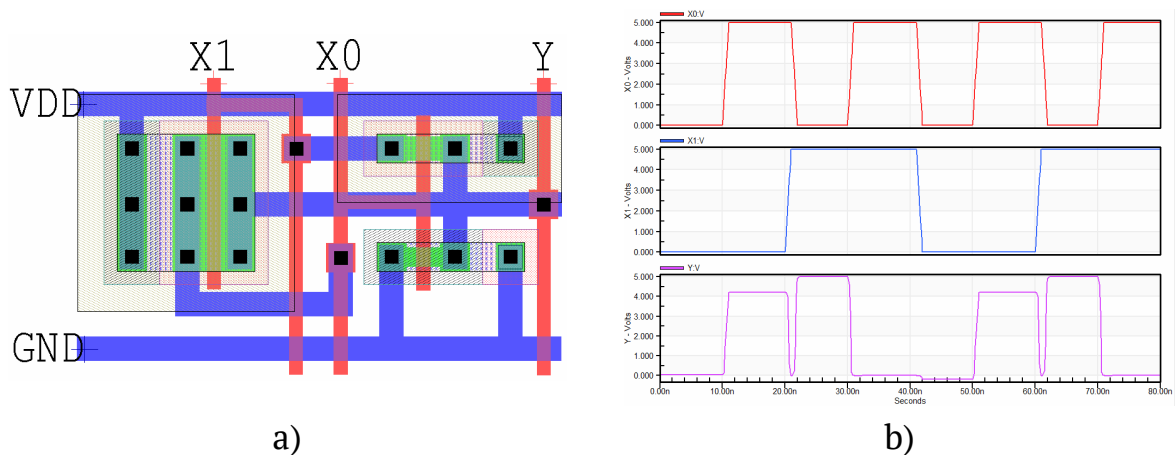 X1 X0 Y
VDD
GND
a)
X0:V
X0 - Volts
5.000
4.000
3.000
2.000
1.000
0.000
X1:V
X1 - Volts
5.000
4.000
3.000
2.000
1.000
0.000
Y:V
Y - Volts
5.000
4.000
3.000
2.000
1.000
0.000
0.00n 10.00n 20.00n 30.00n 40.00n 50.00n 60.00n 70.00n 80.00n
Seconds
b)